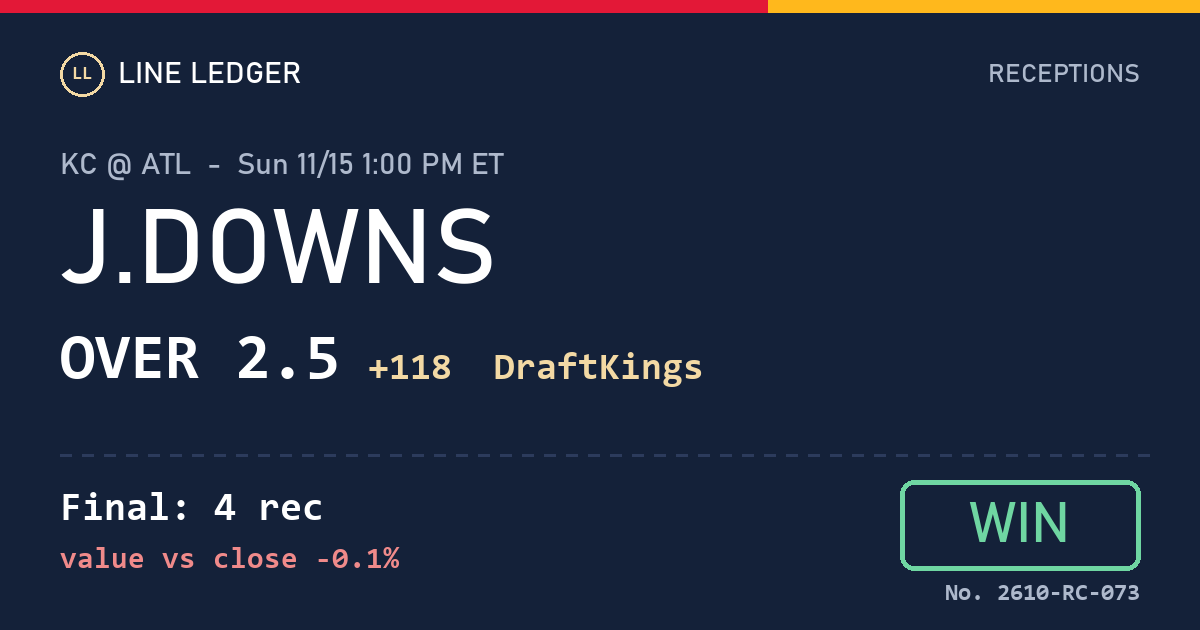 LL LINE LEDGER
RECEPTIONS
KC @ ATL - Sun 11/15 1:00 PM ET
J.DOWNS
OVER 2.5 +118 DraftKings
Final: 4 rec
value vs close -0.1%
WIN
No. 2610-RC-073